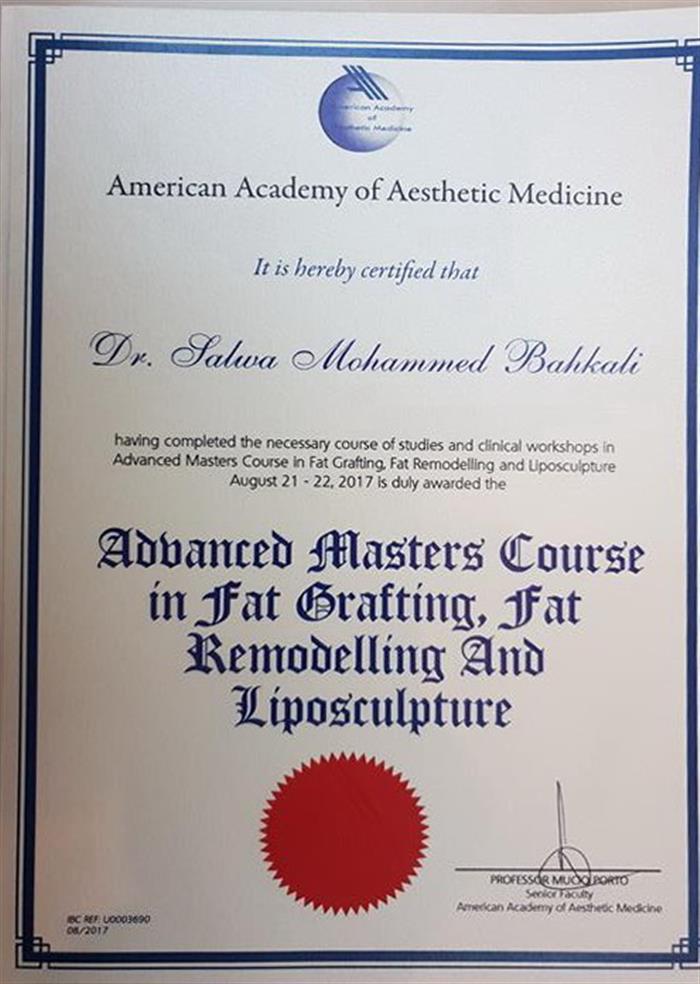 American Academy
of
Aesthetic Medicine
American Academy of Aesthetic Medicine
It is hereby certified that
Dr. Salwa Mohammed Bahkali
having completed the necessary course of studies and clinical workshops in
Advanced Masters Course in Fat Grafting, Fat Remodelling and Liposculpture
August 21 - 22, 2017 is duly awarded the
Advanced Masters Course
in Fat Grafting, Fat
Remodelling And
Liposculpture
PROFESSOR MUCIO PORTO
Senior Faculty
American Academy of Aesthetic Medicine
IBC REF: U0003690
08/2017